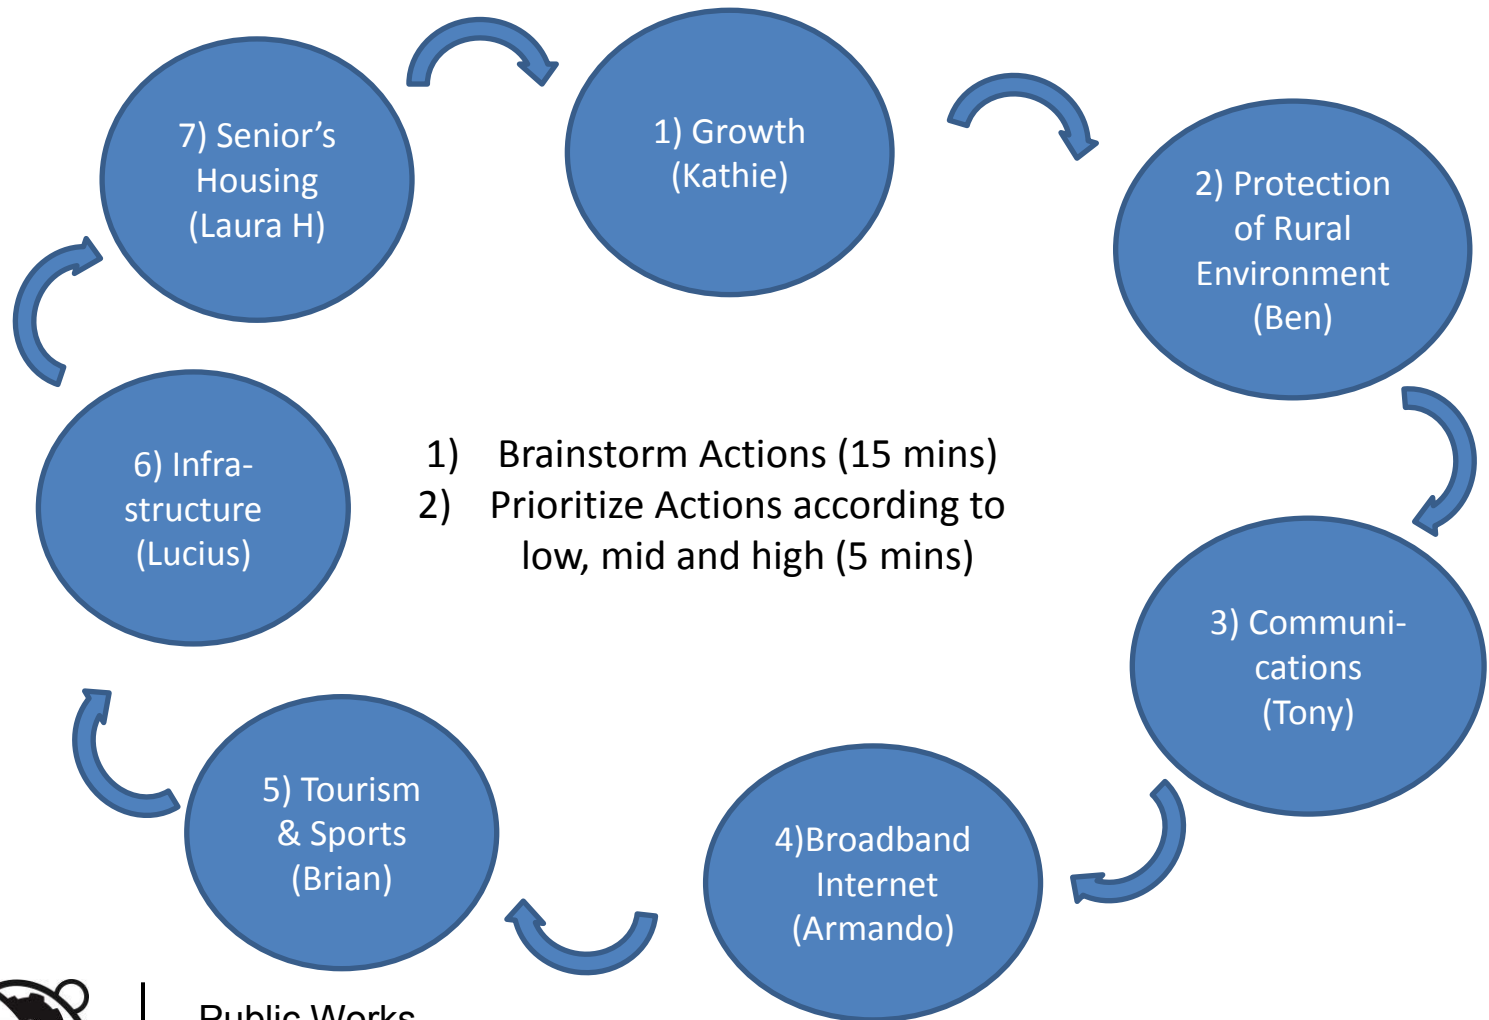 1) Growth
(Kathie)
2) Protection
of Rural
Environment
(Ben)
3) Communi-
cations
(Tony)
4)Broadband
Internet
(Armando)
5) Tourism
& Sports
(Brian)
6) Infra-
structure
(Lucius)
7) Senior’s
Housing
(Laura H)
1) Brainstorm Actions (15 mins)
2) Prioritize Actions according to
low, mid and high (5 mins)
Public Works